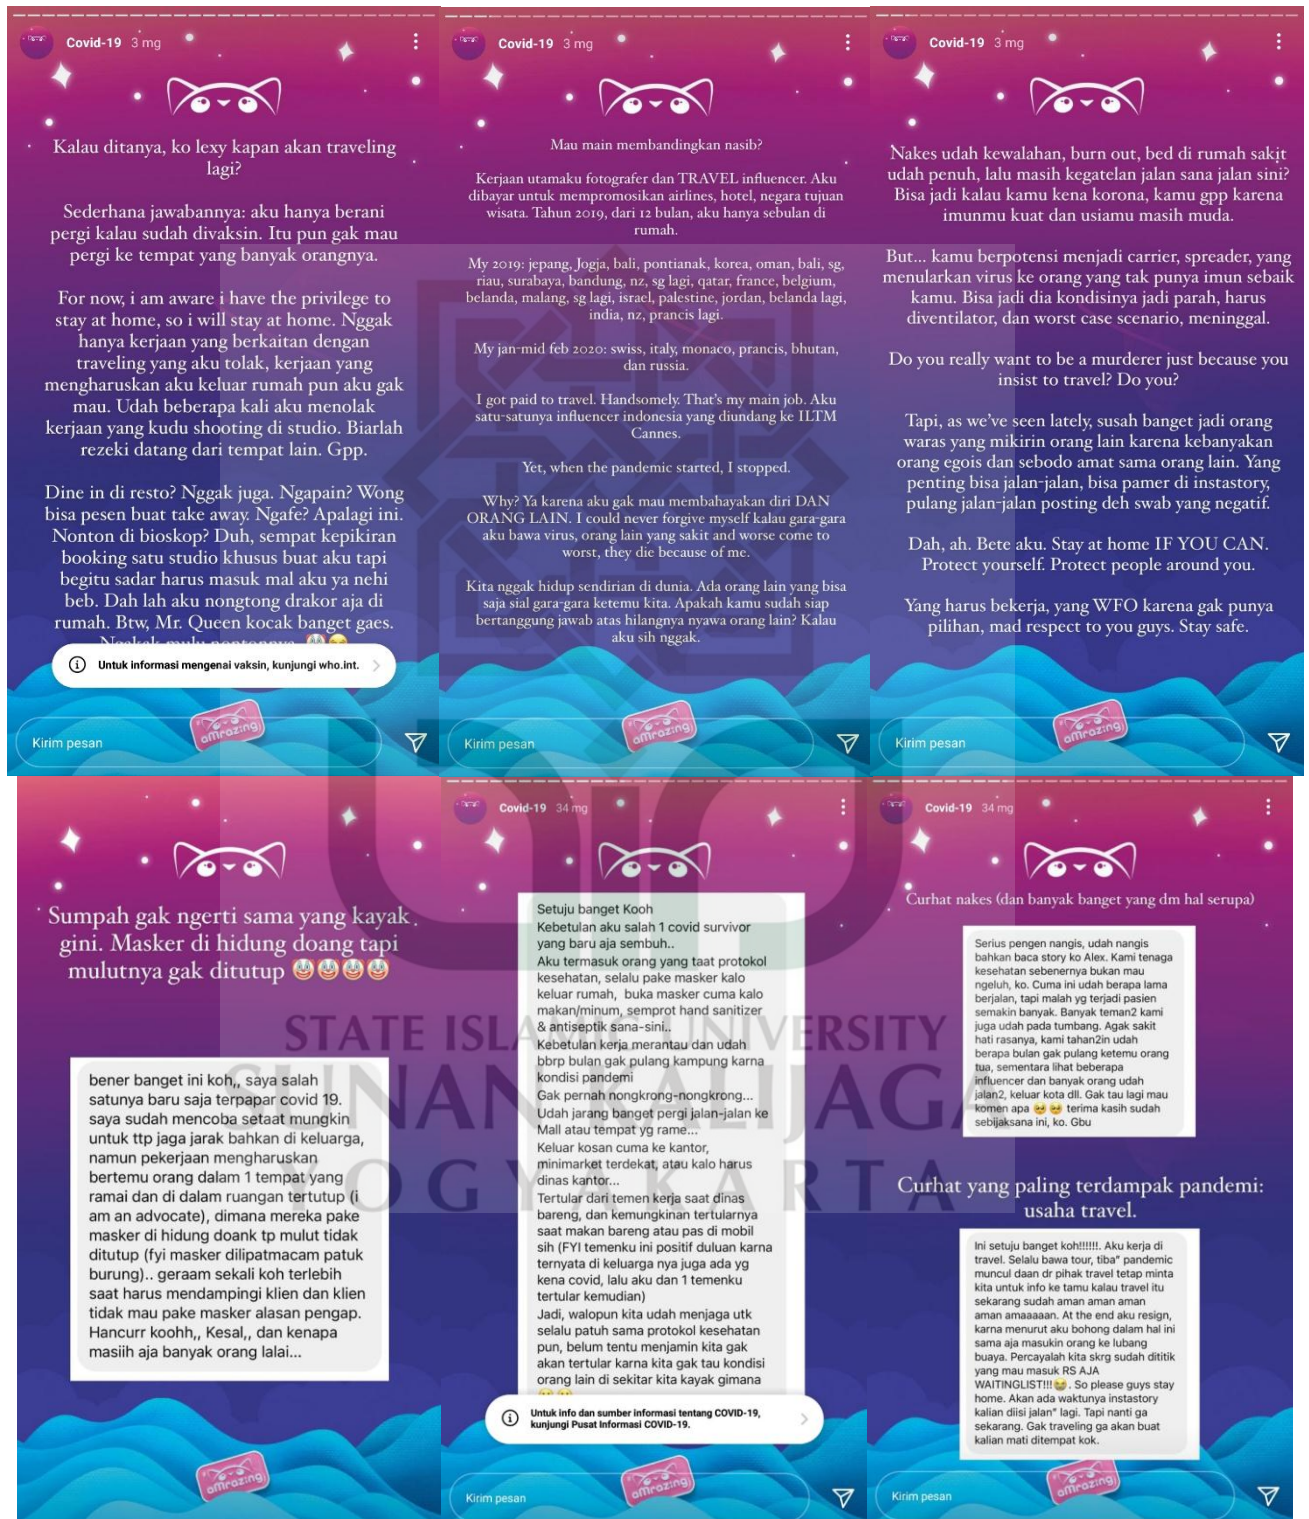 Covid-19 3 mg
Kalau ditanya, ko lexy kapan akan traveling
lagi?
Sederhana jawabannya: aku hanya berani
pergi kalau sudah divaksin. Itu pun gak mau
pergi ke tempat yang banyak orangnya.
For now, i am aware i have the privilege to
stay at home, so i will stay at home. Nggak
hanya kerjaan yang berkaitan dengan
traveling yang aku tolak, kerjaan yang
mengharuskan aku keluar rumah pun aku gak
mau. Udah beberapa kali aku menolak
kerjaan yang kudu shooting di studio. Biarlah
rezeki datang dari tempat lain. Gpp.
Dine in di resto? Nggak juga. Ngapain? Wong
bisa pesen buat take away. Ngafe? Apalagi ini.
Nonton di bioskop? Duh, sempat kepikiran
booking satu studio khusus buat aku tapi
begitu sadar harus masuk mal aku ya nehi
beb. Dah lah aku nongtong drakor aja di
rumah. Btw, Mr. Queen kocak banget gaes.
Ngakak mulu nontonnya. 🤡😂
Untuk informasi mengenai vaksin, kunjungi who.int.
amrazing
Kirim pesan
Covid-19 3 mg
Mau main membandingkan nasib?
Kerjaan utamaku fotografer dan TRAVEL influencer. Aku
dibayar untuk mempromosikan airlines, hotel, negara tujuan
wisata. Tahun 2019, dari 12 bulan, aku hanya sebulan di
rumah.
My 2019: jepang, Jogja, bali, pontianak, korea, oman, bali, sg,
riau, surabaya, bandung, nz, sg lagi, qatar, france, belgium,
belanda, malang, sg lagi, israel, palestine, jordan, belanda lagi,
india, nz, prancis lagi.
My jan-mid feb 2020: swiss, italy, monaco, prancis, bhutan,
dan russia.
I got paid to travel. Handsomely. That's my main job. Aku
satu-satunya influencer indonesia yang diundang ke ILTM
Cannes.
Yet, when the pandemic started, I stopped.
Why? Ya karena aku gak mau membahayakan diri DAN
ORANG LAIN. I could never forgive myself kalau gara-gara
aku bawa virus, orang lain yang sakit and worse come to
worst, they die because of me.
Kita nggak hidup sendirian di dunia. Ada orang lain yang bisa
saja sial gara-gara ketemu kita. Apakah kamu sudah siap
bertanggung jawab atas hilangnya nyawa orang lain? Kalau
aku sih nggak.
amrazing
Kirim pesan
Covid-19 3 mg
Nakes udah kewalahan, burn out, bed di rumah sakit
udah penuh, lalu masih kegatelan jalan sana jalan sini?
Bisa jadi kalau kamu kena korona, kamu gpp karena
imunmu kuat dan usiamu masih muda.
But... kamu berpotensi menjadi carrier, spreader, yang
menularkan virus ke orang yang tak punya imun sebaik
kamu. Bisa jadi dia kondisinya jadi parah, harus
diventilator, dan worst case scenario, meninggal.
Do you really want to be a murderer just because you
insist to travel? Do you?
Tapi, as we've seen lately, susah banget jadi orang
waras yang mikirin orang lain karena kebanyakan
orang egois dan sebodo amat sama orang lain. Yang
penting bisa jalan-jalan, bisa pamer di instastory,
pulang jalan-jalan posting deh swab yang negatif.
Dah, ah. Bete aku. Stay at home IF YOU CAN.
Protect yourself. Protect people around you.
Yang harus bekerja, yang WFO karena gak punya
pilihan, mad respect to you guys. Stay safe.
amrazing
Kirim pesan
Sumpah gak ngerti sama yang kayak
gini. Masker di hidung doang tapi
mulutnya gak ditutup 🤡🤡🤡🤡
bener banget ini koh,, saya salah
satunya baru saja terpapar covid 19.
saya sudah mencoba setaat mungkin
untuk ttp jaga jarak bahkan di keluarga,
namun pekerjaan mengharuskan
bertemu orang dalam 1 tempat yang
ramai dan di dalam ruangan tertutup (i
am an advocate), dimana mereka pake
masker di hidung doank tp mulut tidak
ditutup (fyi masker dilipatmacam patuk
burung).. geraam sekali koh terlebih
saat harus mendampingi klien dan klien
tidak mau pake masker alasan pengap.
Hancurr koohh,, Kesal,, dan kenapa
masiih aja banyak orang lalai...
amrazing
Covid-19 34 mg
Setuju banget Kooh
Kebetulan aku salah 1 covid survivor
yang baru aja sembuh..
Aku termasuk orang yang taat protokol
kesehatan, selalu pake masker kalo
keluar rumah, buka masker cuma kalo
makan/minum, semprot hand sanitizer
& antiseptik sana-sini..
Kebetulan kerja merantau dan udah
bbrp bulan gak pulang kampung karna
kondisi pandemi
Gak pernah nongkrong-nongkrong...
Udah jarang banget pergi jalan-jalan ke
Mall atau tempat yg rame...
Keluar kosan cuma ke kantor,
minimarket terdekat, atau kalo harus
dinas kantor...
Tertular dari temen kerja saat dinas
bareng, dan kemungkinan tertularnya
saat makan bareng atau pas di mobil
sih (FYI temenku ini positif duluan karna
ternyata di keluarga nya juga ada yg
kena covid, lalu aku dan 1 temenku
tertular kemudian)
Jadi, walopun kita udah menjaga utk
selalu patuh sama protokol kesehatan
pun, belum tentu menjamin kita gak
akan tertular karna kita gak tau kondisi
orang lain di sekitar kita kayak gimana
Untuk info dan sumber informasi tentang COVID-19,
kunjungi Pusat Informasi COVID-19.
amrazing
Kirim pesan
Covid-19 34 mg
Curhat nakes (dan banyak banget yang dm hal serupa)
Serius pengen nangis, udah nangis
bahkan baca story ko Alex. Kami tenaga
kesehatan sebenernya bukan mau
ngeluh, ko. Cuma ini udah berapa lama
berjalan, tapi malah yg terjadi pasien
semakin banyak. Banyak teman2 kami
juga udah pada tumbang. Agak sakit
hati rasanya, kami tahan2in udah
berapa bulan gak pulang ketemu orang
tua, sementara lihat beberapa
influencer dan banyak orang udah
jalan2, keluar kota dll. Gak tau lagi mau
komen apa 🥺🥺 terima kasih sudah
sebijaksana ini, ko. Gbu
Curhat yang paling terdampak pandemi:
usaha travel.
Ini setuju banget koh!!!!!!. Aku kerja di
travel. Selalu bawa tour, tiba" pandemic
muncul daan dr pihak travel tetap minta
kita untuk info ke tamu kalau travel itu
sekarang sudah aman aman aman
aman amaaaaan. At the end aku resign,
karna menurut aku bohong dalam hal ini
sama aja masukin orang ke lubang
buaya. Percayalah kita skrg sudah dititik
yang mau masuk RS AJA
WAITINGLIST!!!😭. So please guys stay
home. Akan ada waktunya instastory
kalian diisi jalan" lagi. Tapi nanti ga
sekarang. Gak traveling ga akan buat
kalian mati ditempat kok.
amrazing
Kirim pesan
STATE ISLAMIC UNIVERSITY
SUNAN KALIJAGA
YOGYAKARTA